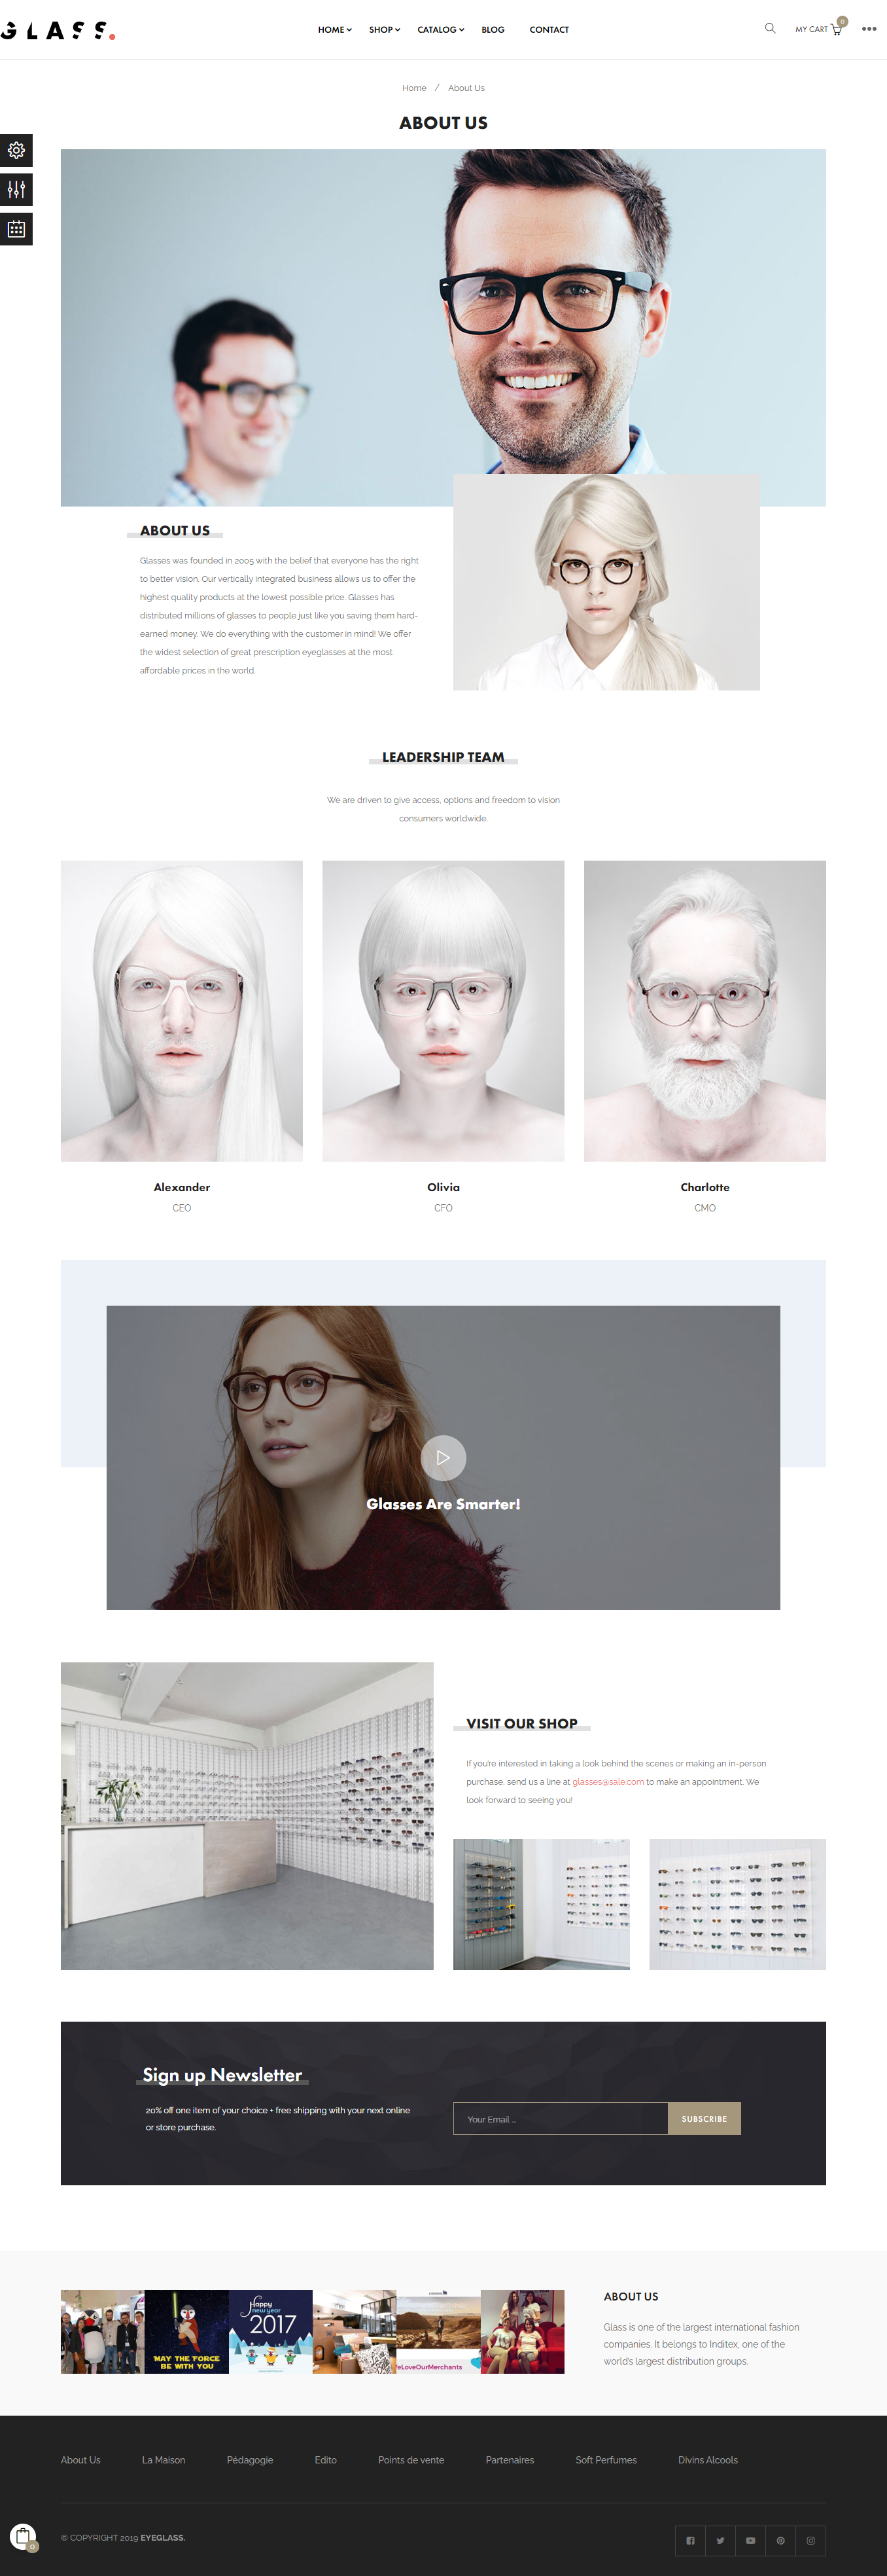 GLASS.
HOME SHOP CATALOG BLOG CONTACT
MY CART 0
Home / About Us
ABOUT US
ABOUT US
Glasses was founded in 2005 with the belief that everyone has the right
to better vision. Our vertically integrated business allows us to offer the
highest quality products at the lowest possible price. Glasses has
distributed millions of glasses to people just like you saving them hard-
earned money. We do everything with the customer in mind! We offer
the widest selection of great prescription eyeglasses at the most
affordable prices in the world.
LEADERSHIP TEAM
We are driven to give access, options and freedom to vision
consumers worldwide.
Alexander
CEO
Olivia
CFO
Charlotte
CMO
Glasses Are Smarter!
VISIT OUR SHOP
If you're interested in taking a look behind the scenes or making an in-person
purchase, send us a line at glasses@sale.com to make an appointment. We
look forward to seeing you!
Sign up Newsletter
20% off one item of your choice + free shipping with your next online
or store purchase.
Your Email ...
SUBSCRIBE
MAY THE FORCE
BE WITH YOU
Happy
new year
2017
eLoveOurMerchants
ABOUT US
Glass is one of the largest international fashion
companies. It belongs to Inditex, one of the
world's largest distribution groups.
About Us La Maison Pédagogie Edito Points de vente Partenaires Soft Perfumes Divins Alcools
© COPYRIGHT 2019 EYEGLASS.
0